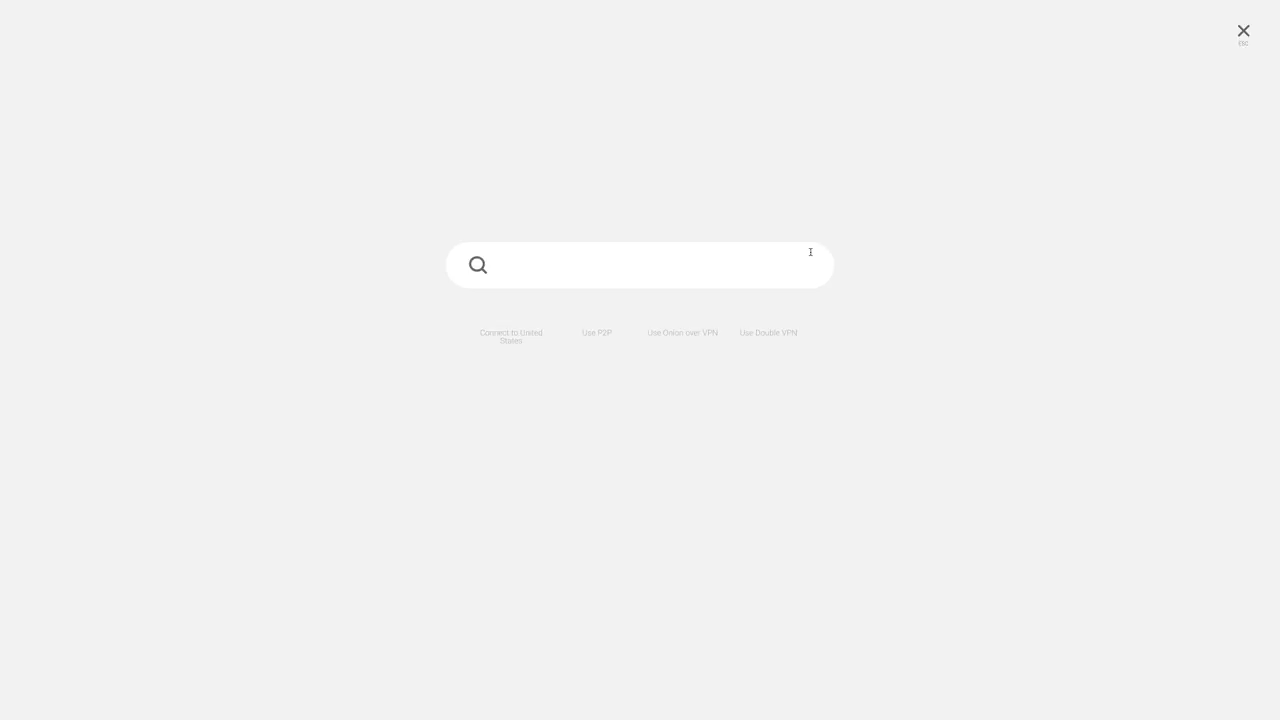 ESC
Connect to United
States
Use P2P
Use Onion over VPN
Use Double VPN